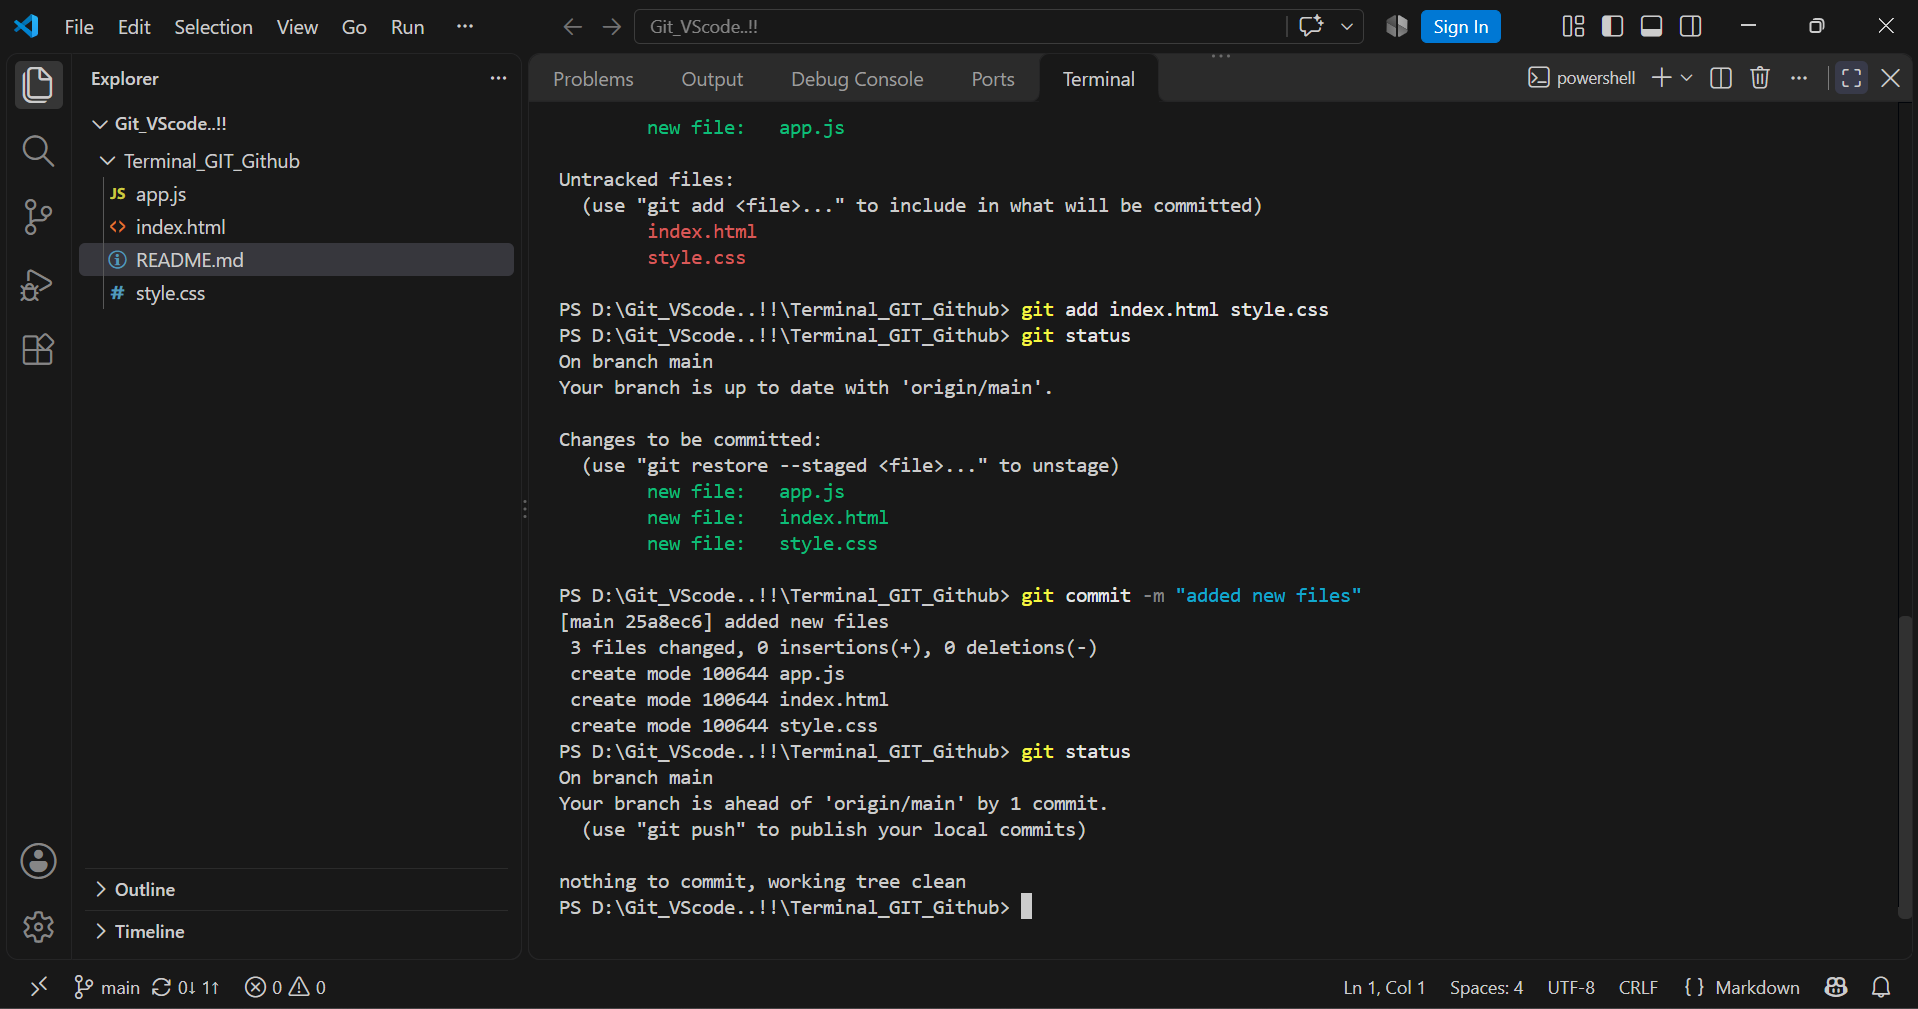 File Edit Selection View Go Run
Git_VScode..!!
Sign In
Explorer
Git_VScode..!!
Terminal_GIT_Github
JS app.js
<> index.html
README.md
# style.css
Outline
Timeline
Problems Output Debug Console Ports Terminal
powershell
new file:   app.js
Untracked files:
  (use "git add <file>..." to include in what will be committed)
        index.html
        style.css
PS D:\Git_VScode..!!\Terminal_GIT_Github> git add index.html style.css
PS D:\Git_VScode..!!\Terminal_GIT_Github> git status
On branch main
Your branch is up to date with 'origin/main'.
Changes to be committed:
  (use "git restore --staged <file>..." to unstage)
        new file:   app.js
        new file:   index.html
        new file:   style.css
PS D:\Git_VScode..!!\Terminal_GIT_Github> git commit -m "added new files"
[main 25a8ec6] added new files
 3 files changed, 0 insertions(+), 0 deletions(-)
 create mode 100644 app.js
 create mode 100644 index.html
 create mode 100644 style.css
PS D:\Git_VScode..!!\Terminal_GIT_Github> git status
On branch main
Your branch is ahead of 'origin/main' by 1 commit.
  (use "git push" to publish your local commits)
nothing to commit, working tree clean
PS D:\Git_VScode..!!\Terminal_GIT_Github>
main 0↓ 1↑ 0 0
Ln 1, Col 1 Spaces: 4 UTF-8 CRLF { } Markdown